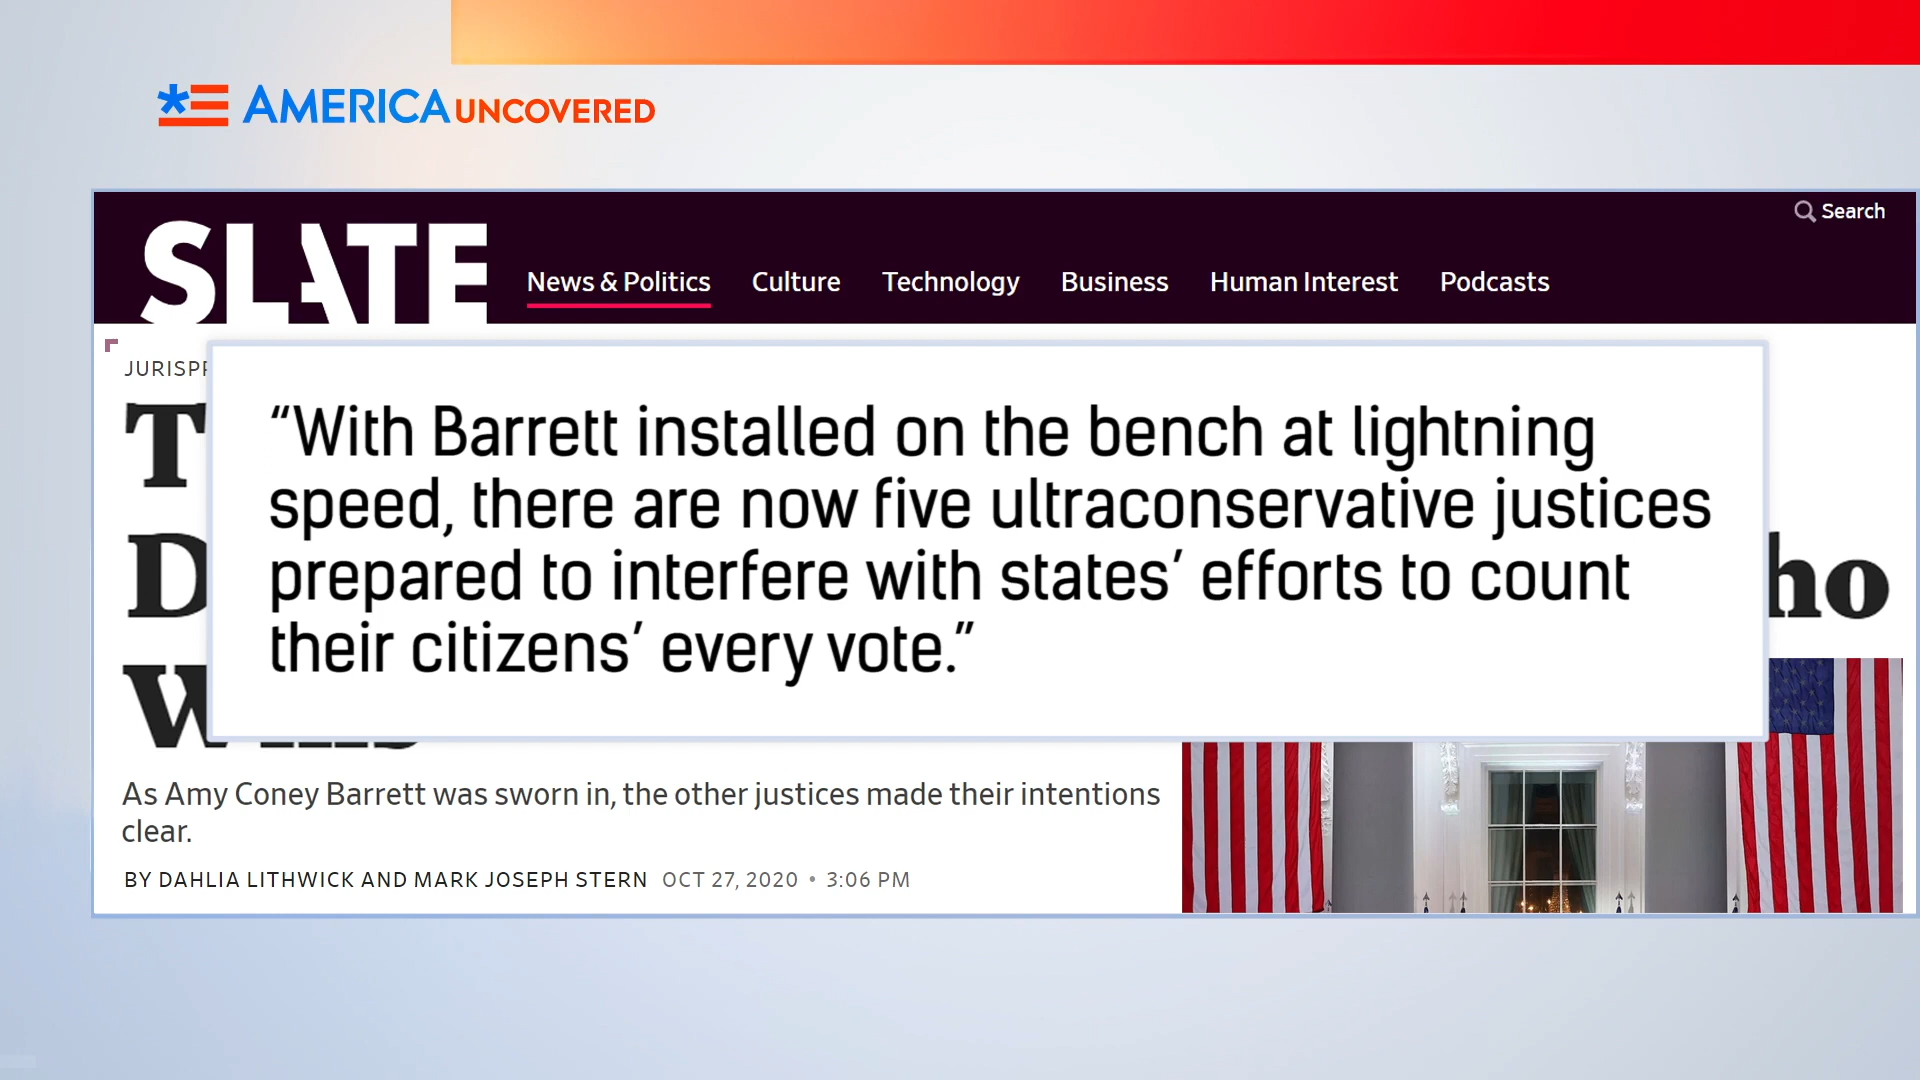 AMERICA UNCOVERED
SLATE
Search
News & Politics Culture Technology Business Human Interest Podcasts
“With Barrett installed on the bench at lightning
speed, there are now five ultraconservative justices
prepared to interfere with states’ efforts to count
their citizens’ every vote.”
As Amy Coney Barrett was sworn in, the other justices made their intentions
clear.
BY DAHLIA LITHWICK AND MARK JOSEPH STERN OCT 27, 2020 • 3:06 PM